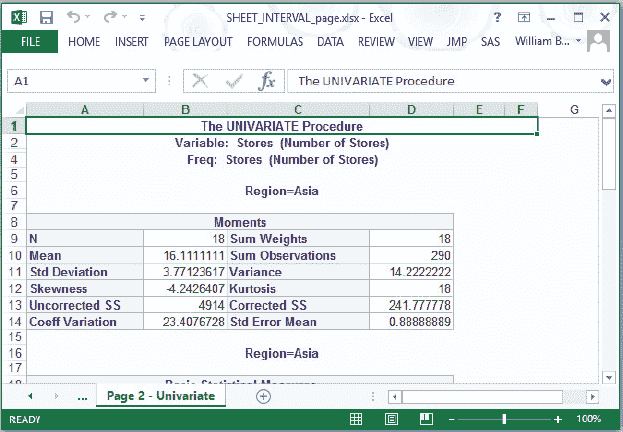 SHEET_INTERVAL_page.xlsx - Excel
FILE HOME INSERT PAGE LAYOUT FORMULAS DATA REVIEW VIEW JMP SAS William B...
A1 fx The UNIVARIATE Procedure
A B C D E F G
1 The UNIVARIATE Procedure
2 Variable: Stores (Number of Stores)
4 Freq: Stores (Number of Stores)
5
6 Region=Asia
7
8 Moments
9 N 18 Sum Weights 18
10 Mean 16.1111111 Sum Observations 290
11 Std Deviation 3.77123617 Variance 14.2222222
12 Skewness -4.2426407 Kurtosis 18
13 Uncorrected SS 4914 Corrected SS 241.777778
14 Coeff Variation 23.4076728 Std Error Mean 0.88888889
15
16 Region=Asia
17
... Page 2 - Univariate
READY 100%